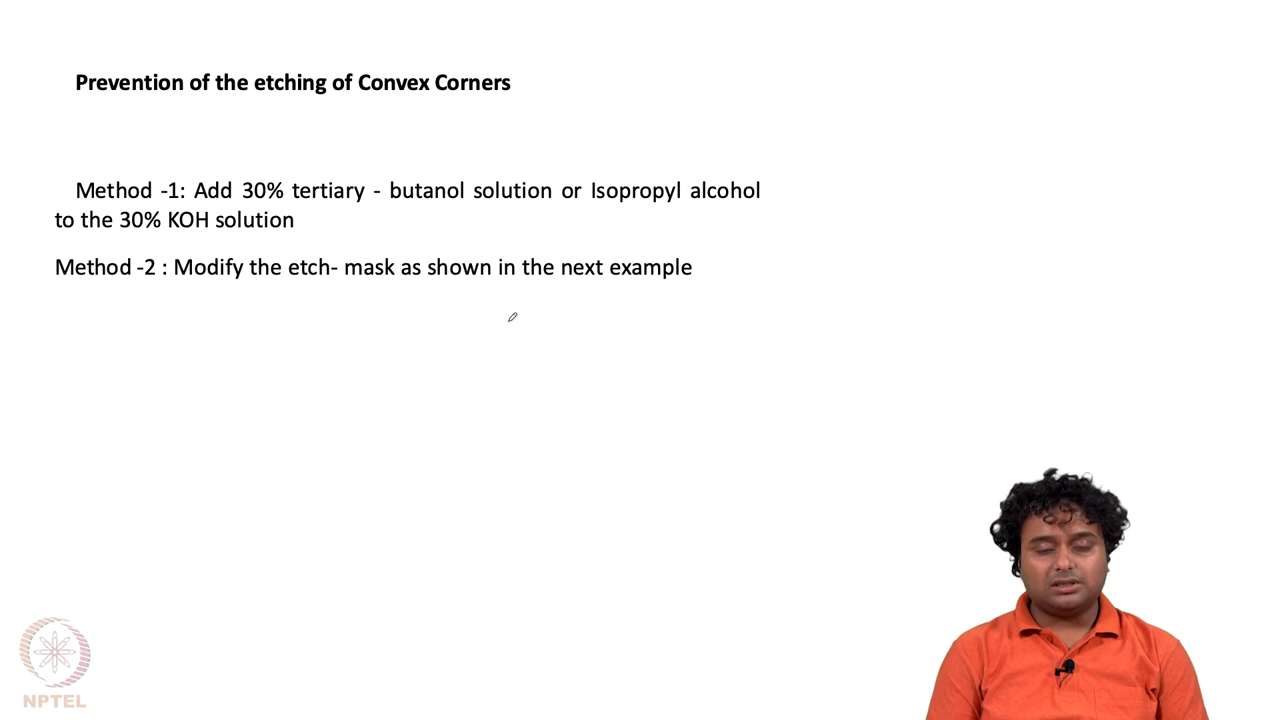 Prevention of the etching of Convex Corners
Method -1: Add 30% tertiary - butanol solution or Isopropyl alcohol
to the 30% KOH solution
Method -2 : Modify the etch- mask as shown in the next example
NPTEL